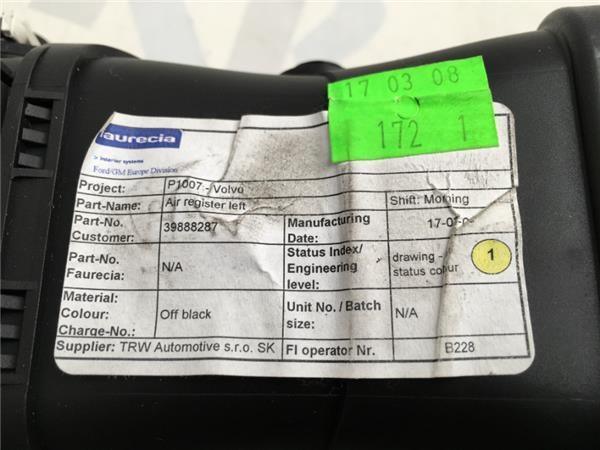 17 03 08
172 1
faurecia
> interior systems
Ford/GM Europe Division
Project: P1007 - Volvo Shift: Morning
Part-Name: Air register left
Part-No. Customer: 39888287 Manufacturing Date: 17-03-0
Part-No. Faurecia: N/A Status Index/ Engineering level: drawing - status colour 1
Material: Colour: Off black Unit No. / Batch size: N/A
Charge-No.:
Supplier: TRW Automotive s.r.o. SK FI operator Nr. B228